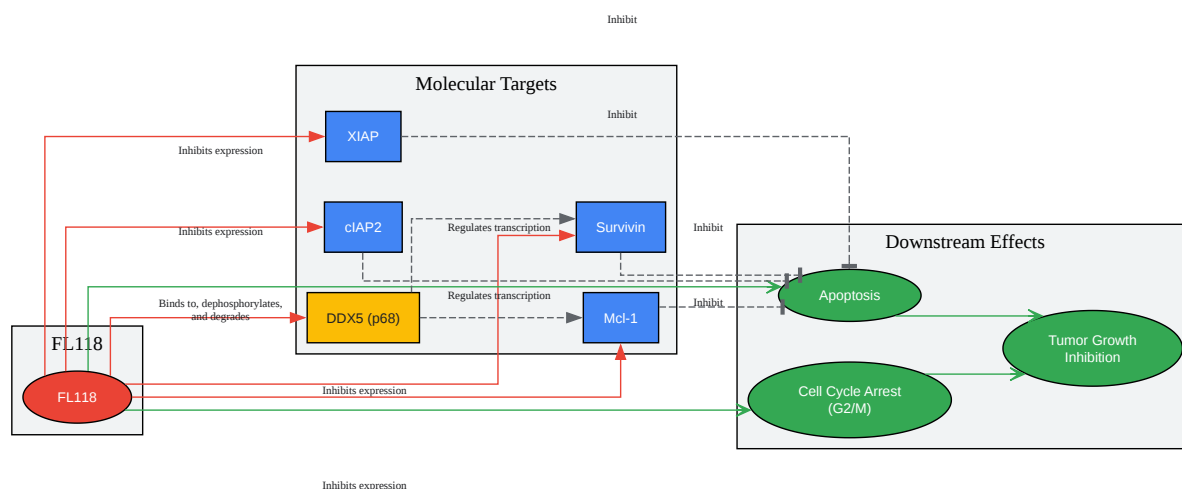 Inhibit
Molecular Targets
XIAP
Inhibit
Inhibits expression
cIAP2
Survivin
Inhibits expression
Regulates transcription
Inhibit
Downstream Effects
Binds to, dephosphorylates,
and degrades
DDX5 (p68)
Regulates transcription
Mcl-1
Inhibit
Apoptosis
FL118
Tumor Growth
Inhibition
FL118
Inhibits expression
Cell Cycle Arrest
(G2/M)
Inhibits expression